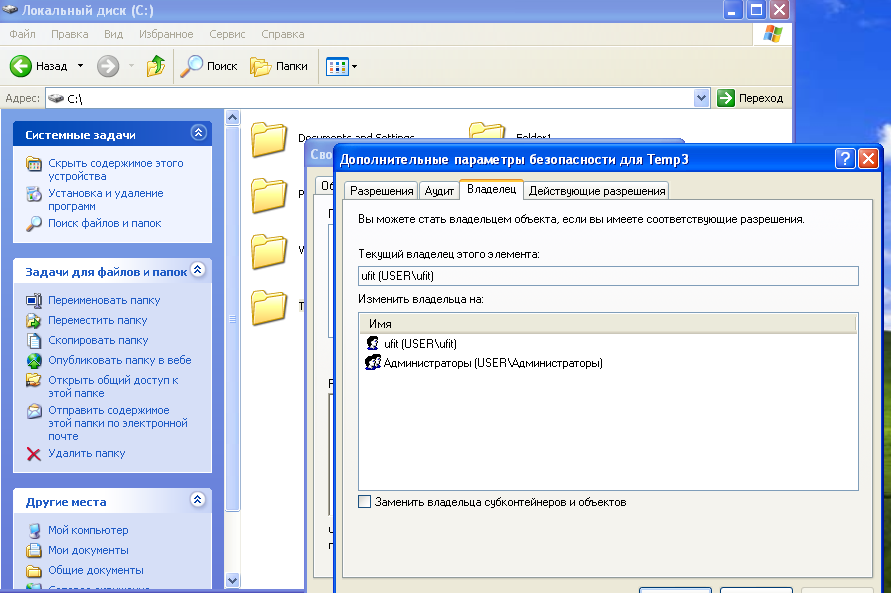 Локальный диск (C:)
Файл Правка Вид Избранное Сервис Справка
Назад Поиск Папки
Адрес: C:\ Переход
Системные задачи
Скрыть содержимое этого
устройства
Установка и удаление
программ
Поиск файлов и папок
Задачи для файлов и папок
Переименовать папку
Переместить папку
Скопировать папку
Опубликовать папку в вебе
Открыть общий доступ к
этой папке
Отправить содержимое
этой папки по электронной
почте
Удалить папку
Другие места
Мой компьютер
Мои документы
Общие документы
Documents and Settings
Folder1
Дополнительные параметры безопасности для Temp3
Разрешения Аудит Владелец Действующие разрешения
Вы можете стать владельцем объекта, если вы имеете соответствующие разрешения.
Текущий владелец этого элемента:
ufit (USER\ufit)
Изменить владельца на:
Имя
ufit (USER\ufit)
Администраторы (USER\Администраторы)
Заменить владельца субконтейнеров и объектов